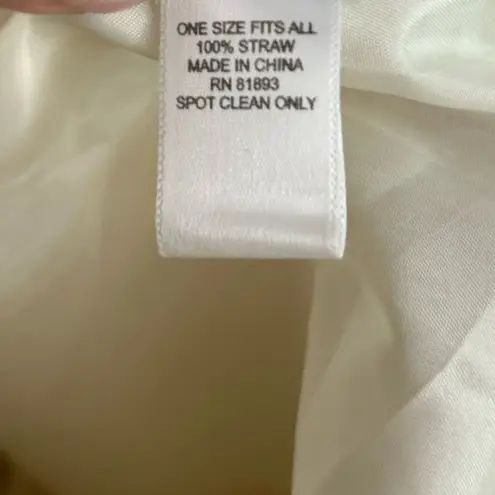 ONE SIZE FITS ALL
100% STRAW
MADE IN CHINA
RN 81893
SPOT CLEAN ONLY